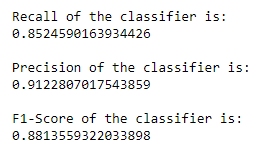 Recall of the classifier is:
0.8524590163934426
Precision of the classifier is:
0.9122807017543859
F1-Score of the classifier is:
0.8813559322033898